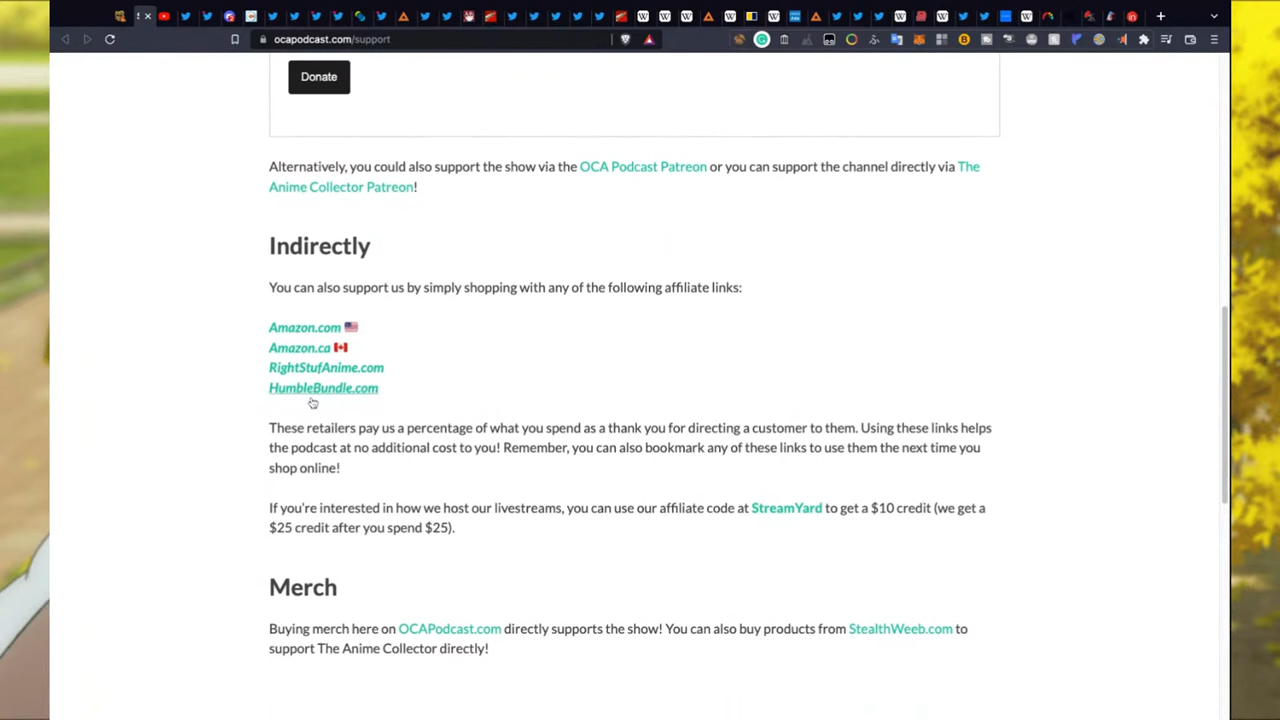 ocapodcast.com/support
Donate
Alternatively, you could also support the show via the OCA Podcast Patreon or you can support the channel directly via The
Anime Collector Patreon!
Indirectly
You can also support us by simply shopping with any of the following affiliate links:
Amazon.com
Amazon.ca
RightStufAnime.com
HumbleBundle.com
These retailers pay us a percentage of what you spend as a thank you for directing a customer to them. Using these links helps
the podcast at no additional cost to you! Remember, you can also bookmark any of these links to use them the next time you
shop online!
If you're interested in how we host our livestreams, you can use our affiliate code at StreamYard to get a $10 credit (we get a
$25 credit after you spend $25).
Merch
Buying merch here on OCAPodcast.com directly supports the show! You can also buy products from StealthWeeb.com to
support The Anime Collector directly!